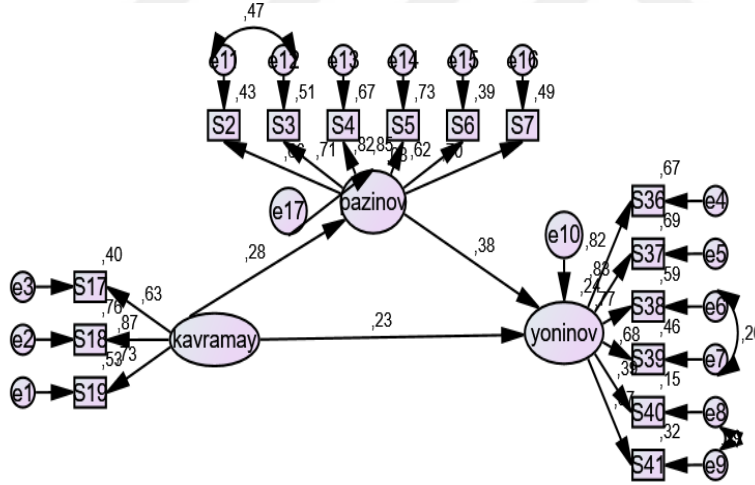 ,47
e11 e12 e13 e14 e15 e16
,43 ,51 ,67 ,73 ,39 ,49
S2 S3 S4 S5 S6 S7
,71 ,82 ,85 ,62
e17 pazinov
,67
S36 e4
,69
e10 ,82
S37 e5
,28 ,38
,40 ,83 ,59
e3 S17 ,63 ,77 S38 e6
,76 ,87 ,23 ,46
e2 S18 kavramay yoninov ,68 S39 e7
,53 ,73 ,15
e1 S19 S40 e8
,32
S41 e9